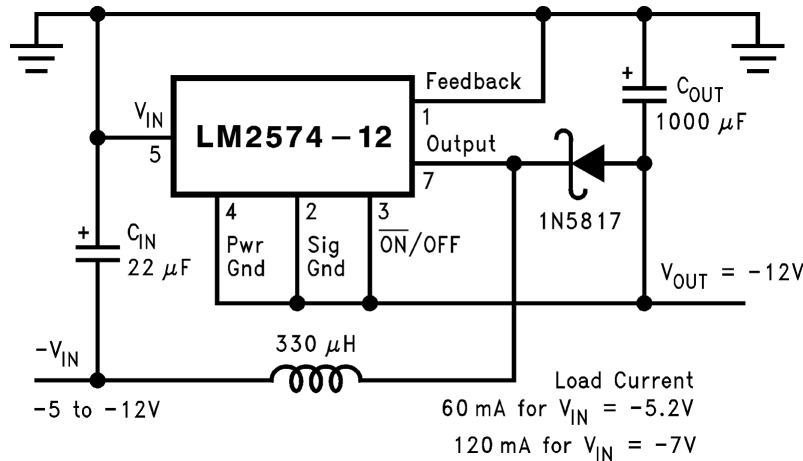 Feedback
+
C_OUT
1000 μF
V_IN
5
LM2574-12
1
Output
7
1N5817
+
C_IN
22 μF
4
Pwr
Gnd
2
Sig
Gnd
3
O̅N̅/OFF
V_OUT = -12V
330 μH
-V_IN
-5 to -12V
Load Current
60 mA for V_IN = -5.2V
120 mA for V_IN = -7V